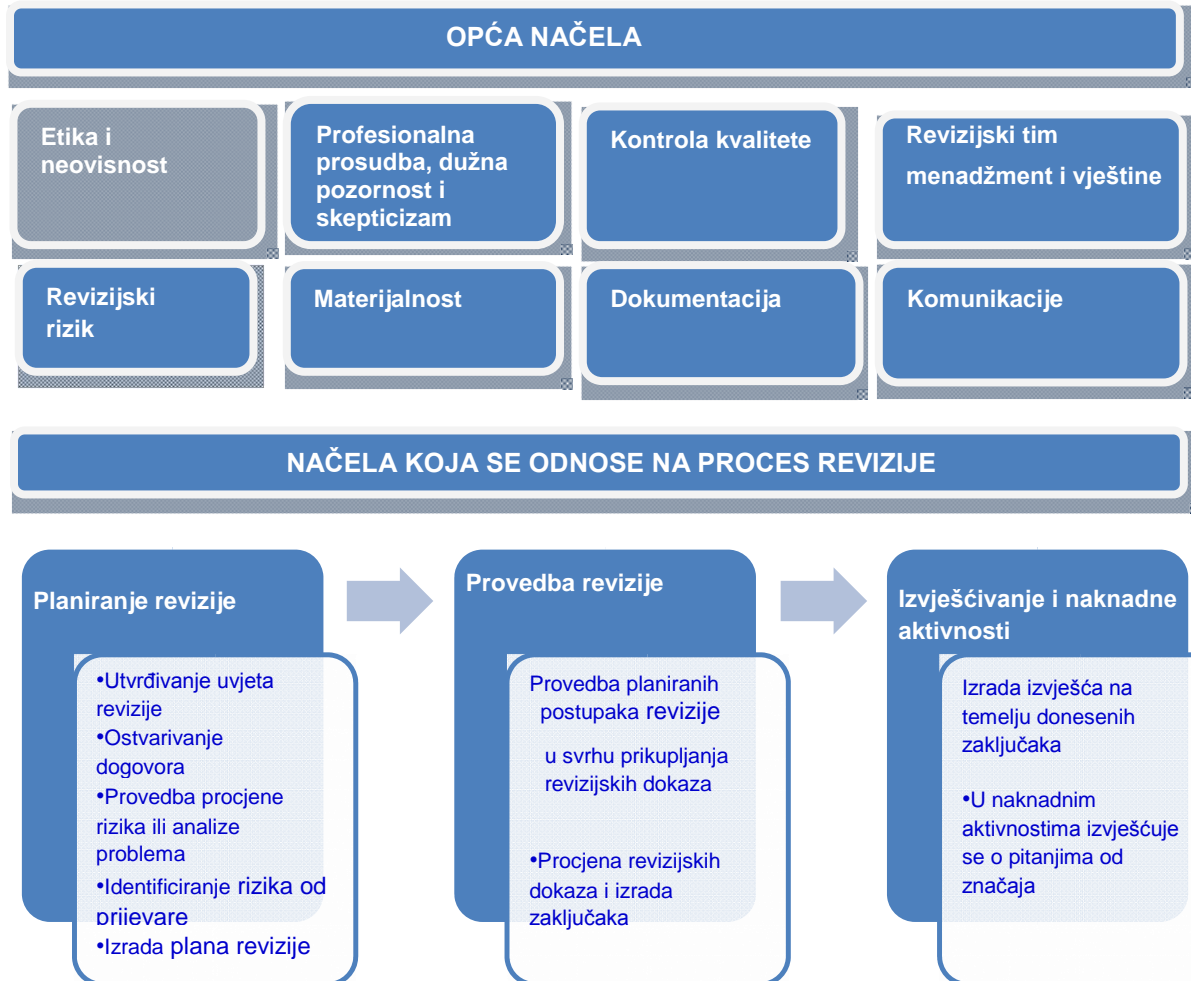 OPĆA NAČELA
Etika i
neovisnost
Profesionalna
prosudba, dužna
pozornost i
skepticizam
Kontrola kvalitete
Revizijski tim
menadžment i vještine
Revizijski
rizik
Materijalnost
Dokumentacija
Komunikacije
NAČELA KOJA SE ODNOSE NA PROCES REVIZIJE
Planiranje revizije
•Utvrđivanje uvjeta
revizije
•Ostvarivanje
dogovora
•Provedba procjene
rizika ili analize
problema
•Identificiranje rizika od
prijevare
•Izrada plana revizije
Provedba revizije
Provedba planiranih
postupaka revizije
u svrhu prikupljanja
revizijskih dokaza
•Procjena revizijskih
dokaza i izrada
zaključaka
Izvješćivanje i naknadne
aktivnosti
Izrada izvješća na
temelju donesenih
zaključaka
•U naknadnim
aktivnostima izvješćuje
se o pitanjima od
značaja